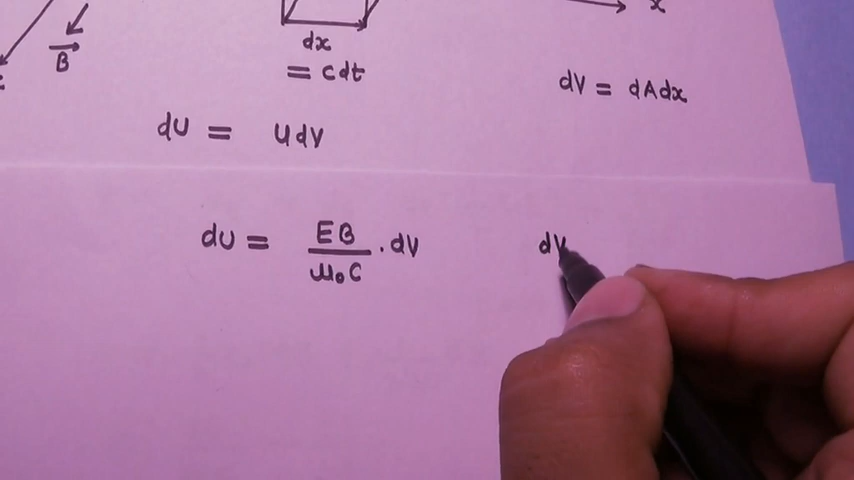 x
B
dx
= cdt
dV = dAdx
dU = udV
dU = EB/μ₀C · dV
dV